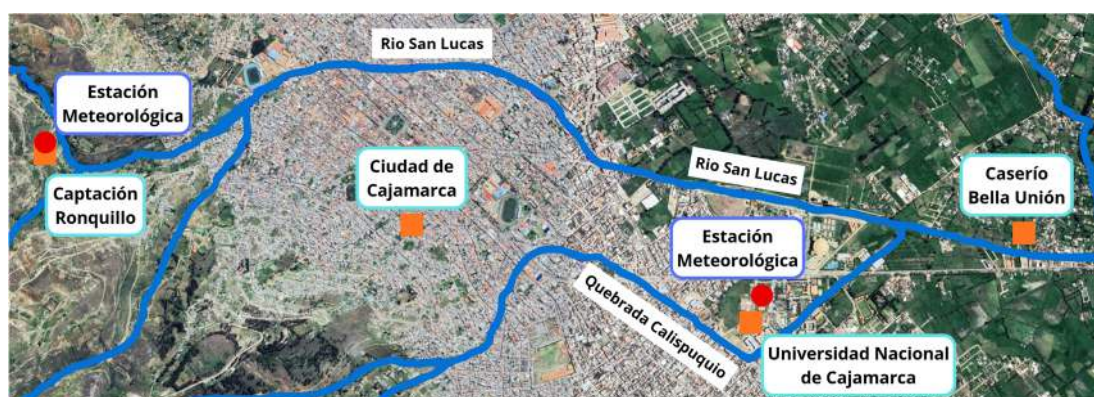 Rio San Lucas
Estación
Meteorológica
Captación
Ronquillo
Ciudad de
Cajamarca
Rio San Lucas
Caserío
Bella Unión
Estación
Meteorológica
Quebrada Calispuquio
Universidad Nacional
de Cajamarca